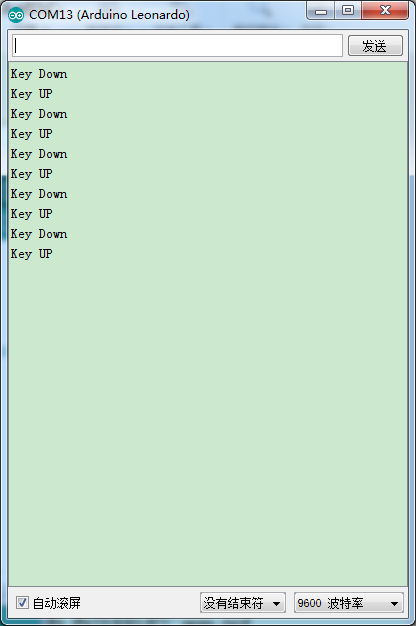 COM13 (Arduino Leonardo)
发送
Key Down
Key UP
Key Down
Key UP
Key Down
Key UP
Key Down
Key UP
Key Down
Key UP
自动滚屏
没有结束符
9600 波特率